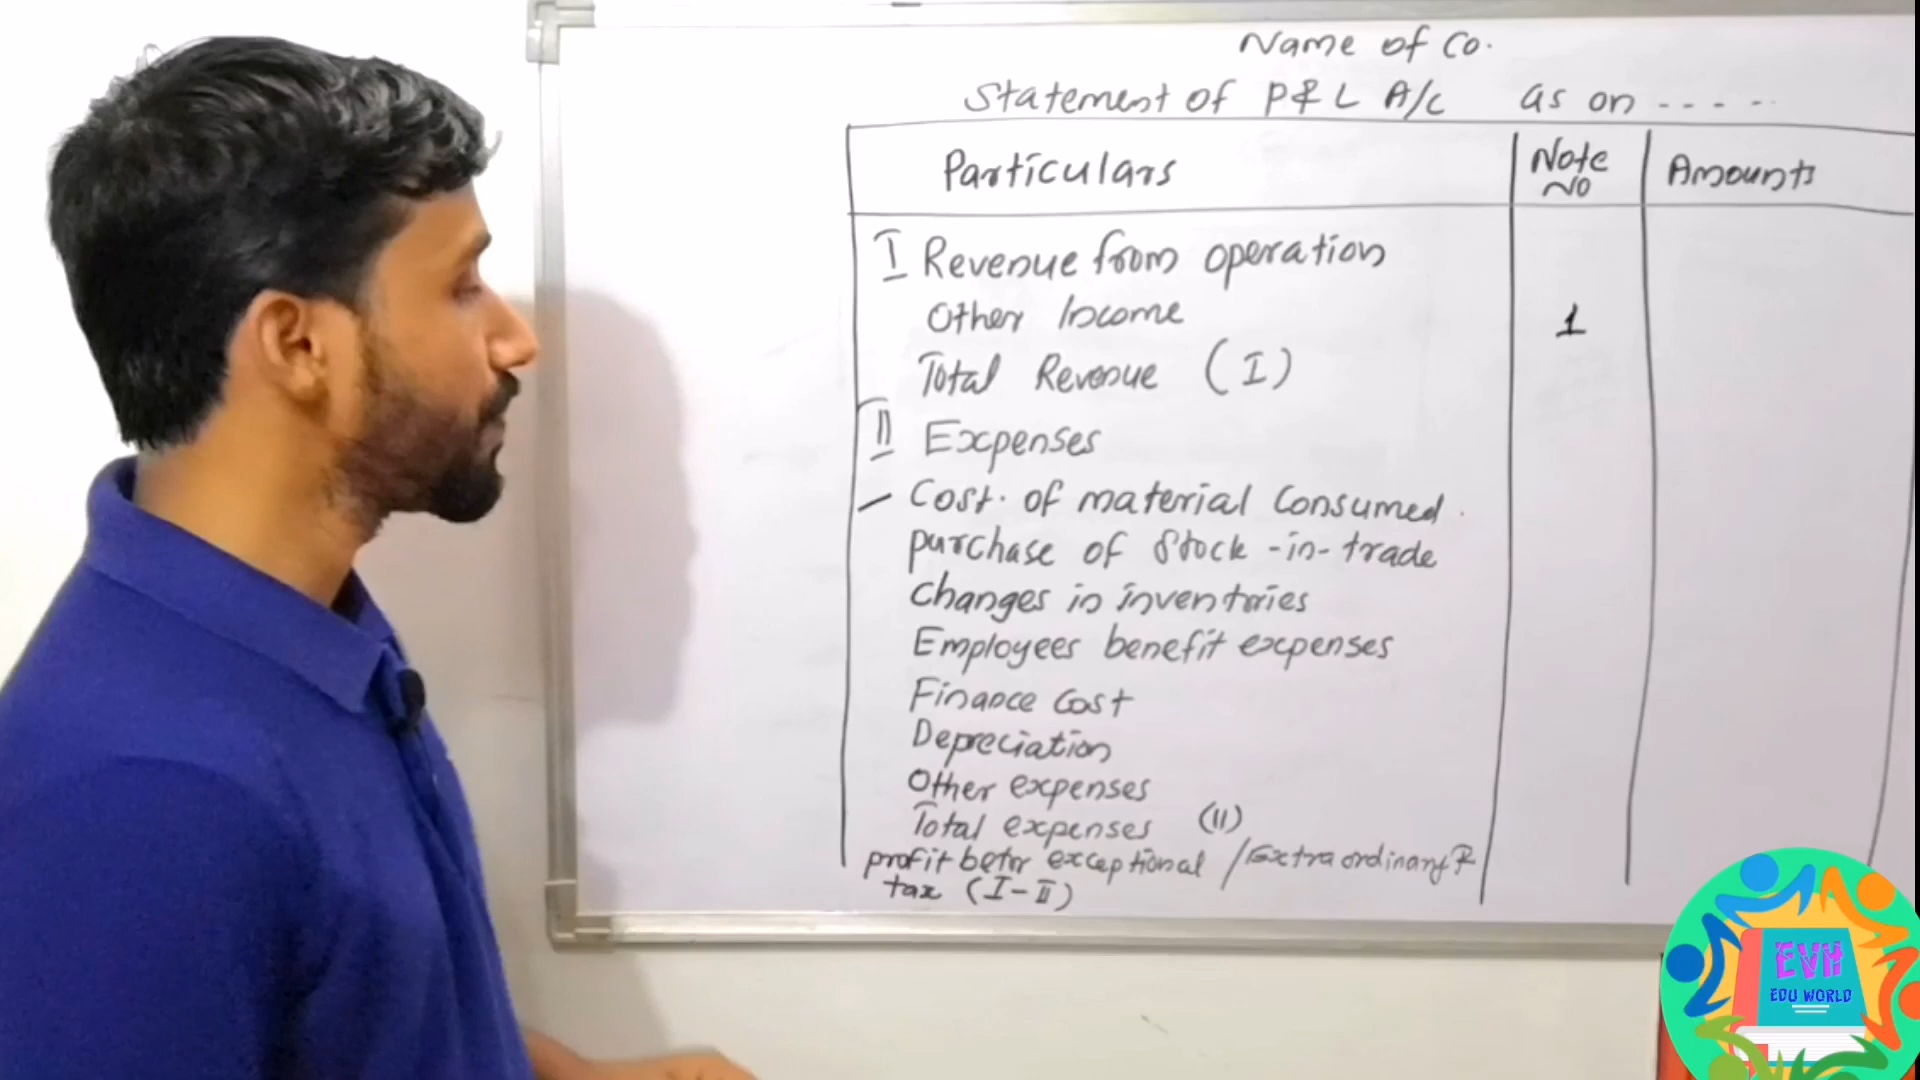 Name of Co.
Statement of P & L A/c as on -----
Particulars Note No Amounts
I Revenue from operation
Other Income 1
Total Revenue (I)
II Expenses
- Cost. of material Consumed.
purchase of Stock-in-trade
Changes in inventories
Employees benefit expenses
Finance Cost
Depreciation
Other expenses
Total expenses (II)
profit befor exceptional / Extra ordinary &
tax (I-II)
EVH
EDU WORLD